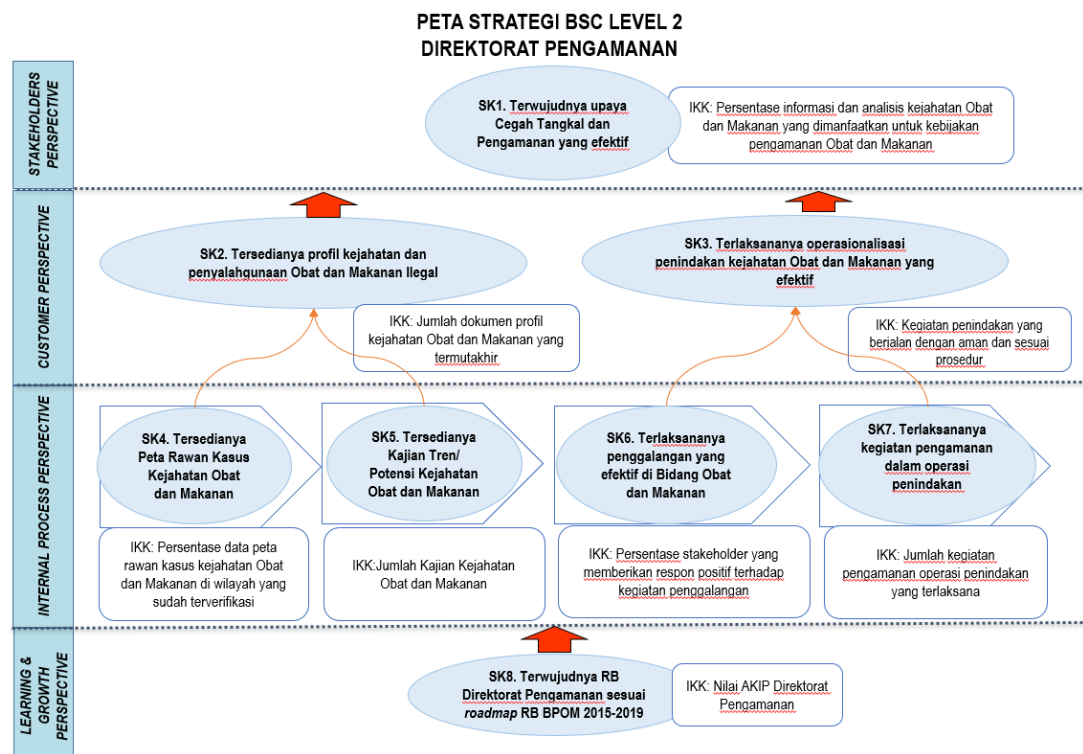 PETA STRATEGI BSC LEVEL 2
DIREKTORAT PENGAMANAN
STAKEHOLDERS
PERSPECTIVE
SK1. Terwujudnya upaya
Cegah Tangkal dan
Pengamanan yang efektif
IKK: Persentase informasi dan analisis kejahatan Obat
dan Makanan yang dimanfaatkan untuk kebijakan
pengamanan Obat dan Makanan
CUSTOMER PERSPECTIVE
SK2. Tersedianya profil kejahatan dan
penyalahgunaan Obat dan Makanan Ilegal
IKK: Jumlah dokumen profil
kejahatan Obat dan Makanan yang
termutakhir
SK3. Terlaksananya operasionalisasi
penindakan kejahatan Obat dan Makanan yang
efektif
IKK: Kegiatan penindakan yang
berjalan dengan aman dan sesuai
prosedur
INTERNAL PROCESS PERSPECTIVE
SK4. Tersedianya
Peta Rawan Kasus
Kejahatan Obat
dan Makanan
SK5. Tersedianya
Kajian Tren/
Potensi Kejahatan
Obat dan Makanan
SK6. Terlaksananya
penggalangan yang
efektif di Bidang Obat
dan Makanan
SK7. Terlaksananya
kegiatan pengamanan
dalam operasi
penindakan
IKK: Persentase data peta
rawan kasus kejahatan Obat
dan Makanan di wilayah yang
sudah terverifikasi
IKK:Jumlah Kajian Kejahatan
Obat dan Makanan
IKK: Persentase stakeholder yang
memberikan respon positif terhadap
kegiatan penggalangan
IKK: Jumlah kegiatan
pengamanan operasi penindakan
yang terlaksana
LEARNING &
GROWTH
PERSPECTIVE
SK8. Terwujudnya RB
Direktorat Pengamanan sesuai
roadmap RB BPOM 2015-2019
IKK: Nilai AKIP Direktorat
Pengamanan